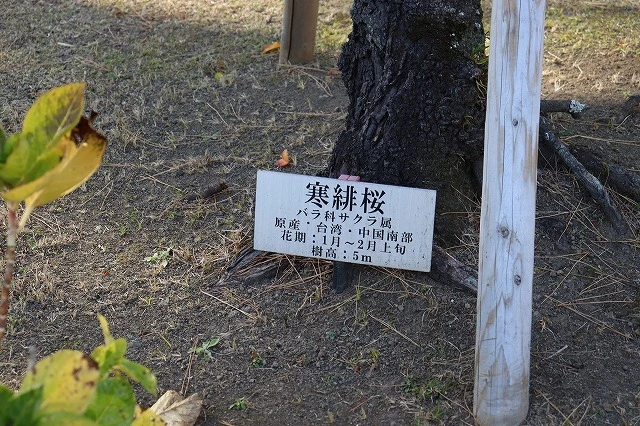 寒緋桜
バラ科サクラ属
原産・台湾・中国南部
花期：1月〜2月上旬
樹高：5m